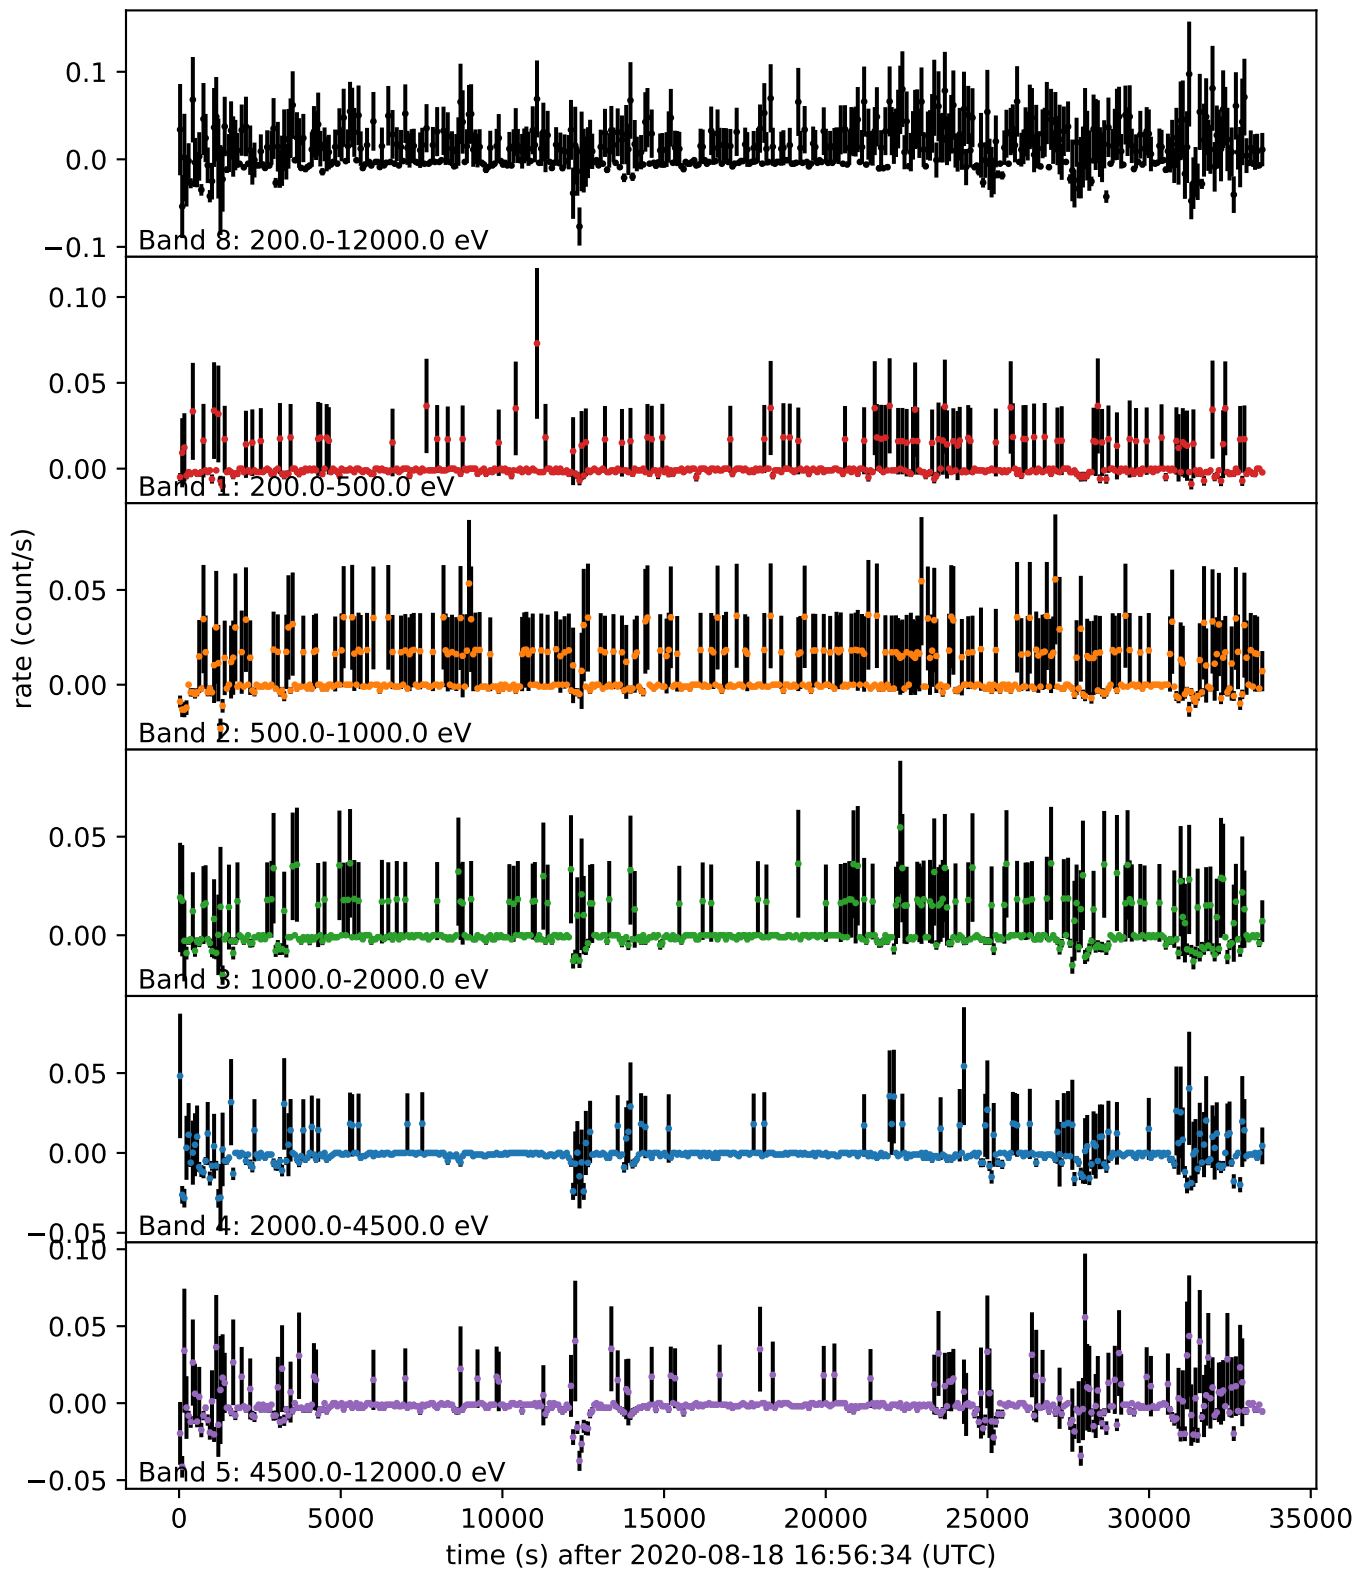 0.1
0.0
−0.1
Band 8: 200.0-12000.0 eV
0.10
0.05
0.00
Band 1: 200.0-500.0 eV
0.05
0.00
Band 2: 500.0-1000.0 eV
rate (count/s)
0.05
0.00
Band 3: 1000.0-2000.0 eV
0.05
0.00
−0.05
Band 4: 2000.0-4500.0 eV
0.10
0.05
0.00
−0.05
Band 5: 4500.0-12000.0 eV
0 5000 10000 15000 20000 25000 30000 35000
time (s) after 2020-08-18 16:56:34 (UTC)